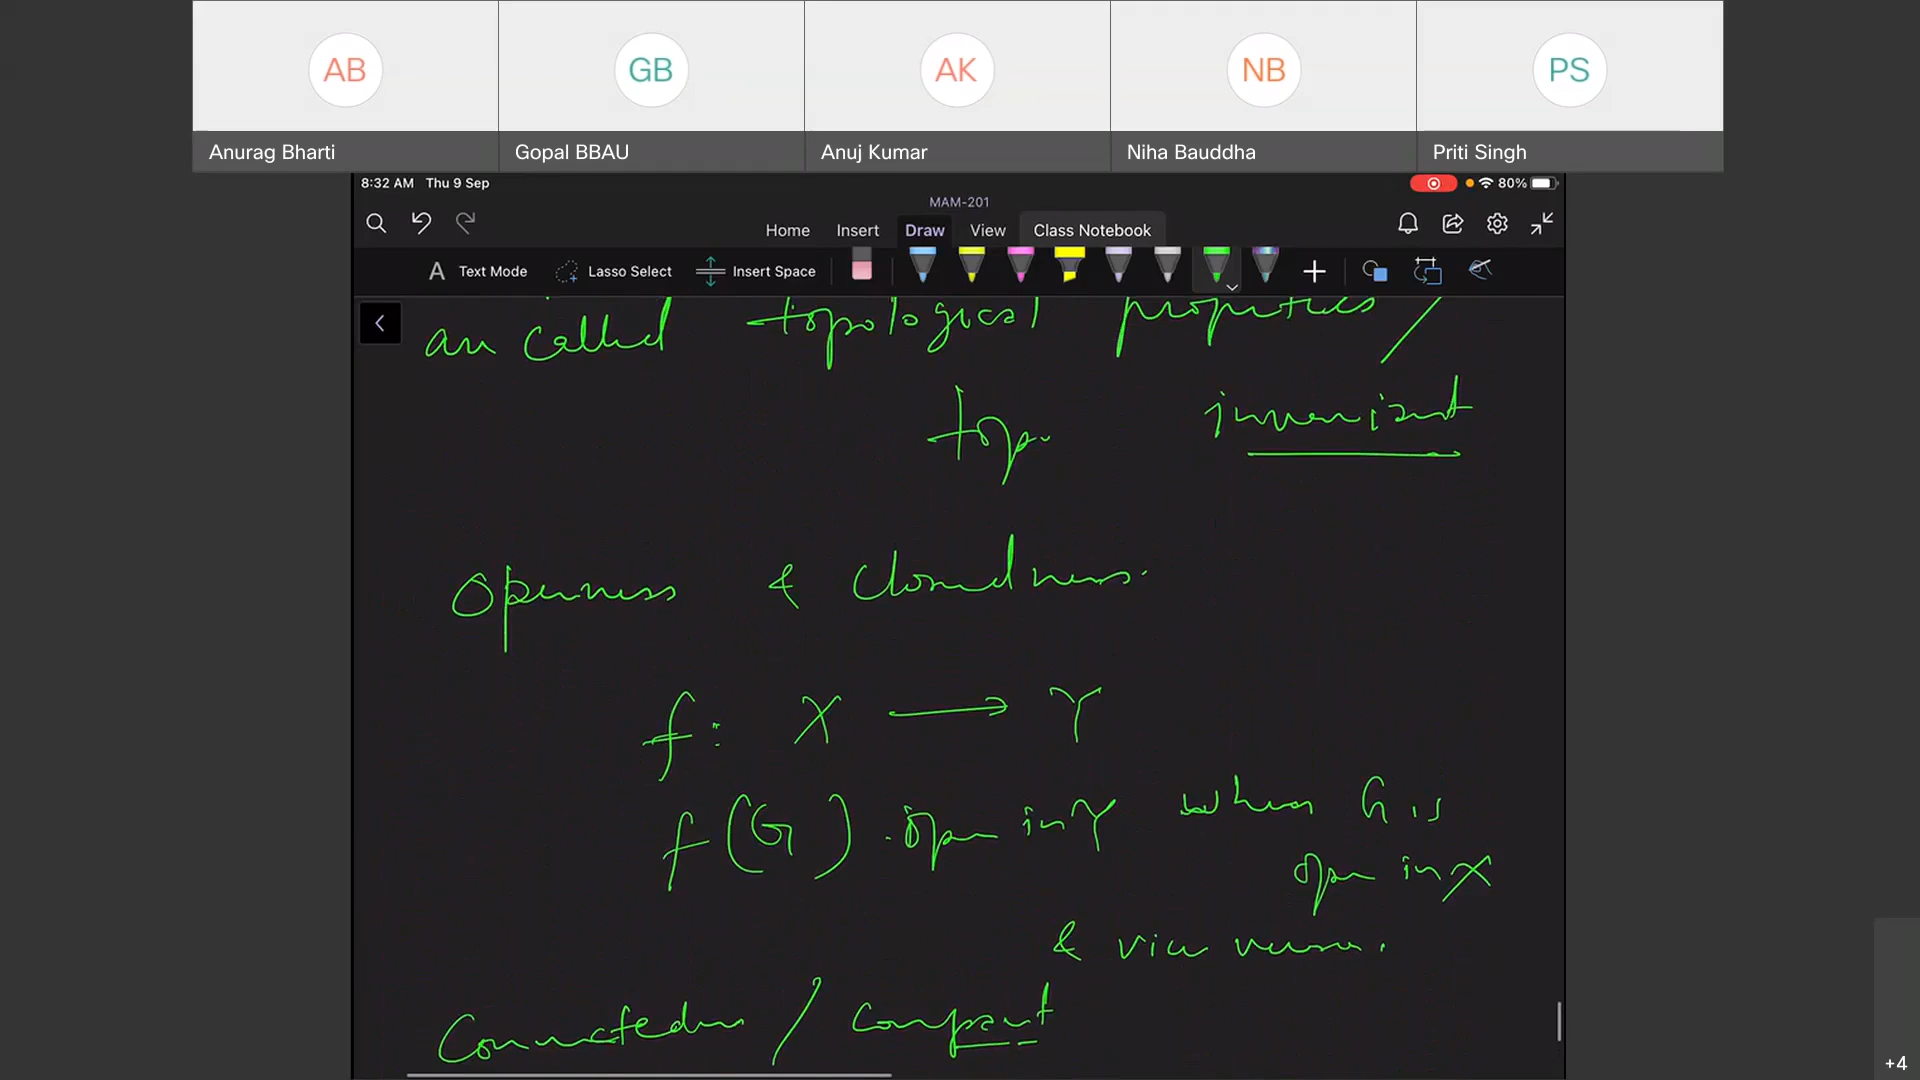 AB GB AK NB PS
Anurag Bharti Gopal BBAU Anuj Kumar Niha Bauddha Priti Singh
8:32 AM Thu 9 Sep 80%
MAM-201
Home Insert Draw View Class Notebook
A Text Mode Lasso Select Insert Space
are called topological properties /
top. invariant
Openness & Closedness.
f: X → Y
f(G) open in Y when G is
open in X
& vice versa.
Connectedness / Compact
+4